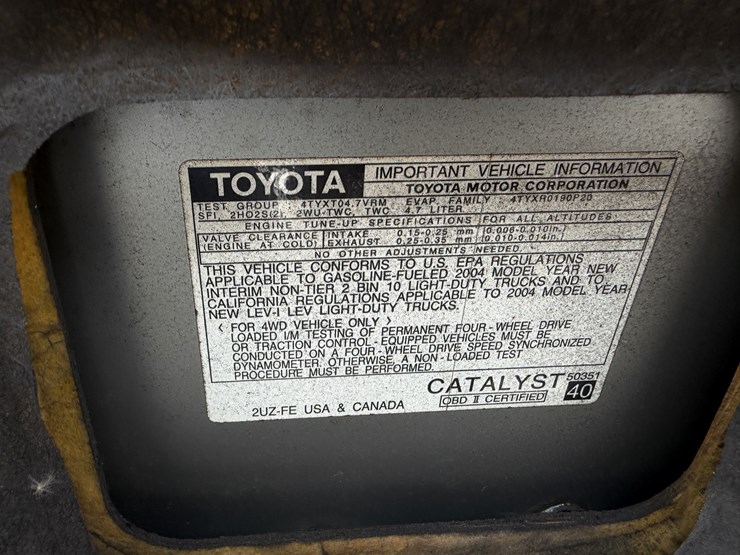 TOYOTA IMPORTANT VEHICLE INFORMATION
TOYOTA MOTOR CORPORATION
TEST GROUP: 4TYXT04.7VRM EVAP. FAMILY: 4TYXR0190P20
SFI, 2HO2S(2), 2WU-TWC, TWC 4.7 LITER
ENGINE TUNE-UP SPECIFICATIONS FOR ALL ALTITUDES
VALVE CLEARANCE INTAKE 0.15-0.25 mm [0.006-0.010in.]
(ENGINE AT COLD) EXHAUST 0.25-0.35 mm [0.010-0.014in.]
NO OTHER ADJUSTMENTS NEEDED.
THIS VEHICLE CONFORMS TO U.S. EPA REGULATIONS
APPLICABLE TO GASOLINE-FUELED 2004 MODEL YEAR NEW
INTERIM NON-TIER 2 BIN 10 LIGHT-DUTY TRUCKS AND TO
CALIFORNIA REGULATIONS APPLICABLE TO 2004 MODEL YEAR
NEW LEV-I LEV LIGHT-DUTY TRUCKS.
< FOR 4WD VEHICLE ONLY >
LOADED I/M TESTING OF PERMANENT FOUR-WHEEL DRIVE
OR TRACTION CONTROL-EQUIPPED VEHICLES MUST BE
CONDUCTED ON A FOUR-WHEEL DRIVE SPEED SYNCHRONIZED
DYNAMOMETER. OTHERWISE, A NON-LOADED TEST
PROCEDURE MUST BE PERFORMED.
CATALYST 50351
2UZ-FE USA & CANADA OBD II CERTIFIED 40